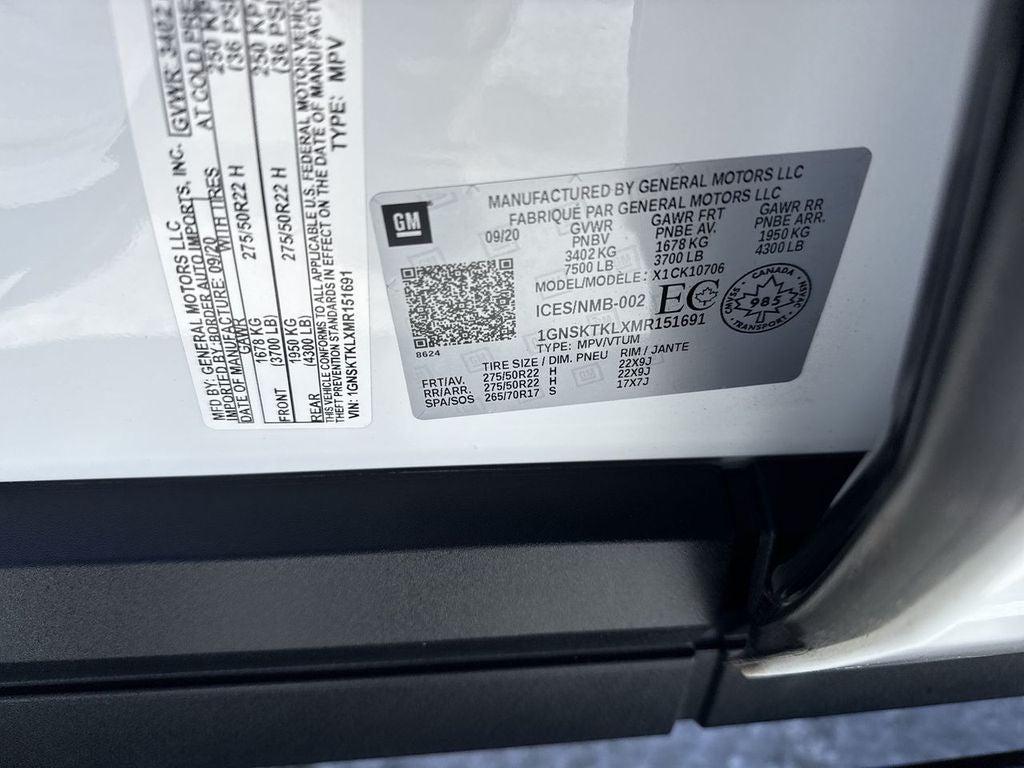 MFD BY: GENERAL MOTORS LLC
IMPORTED BY: X-BORDER AUTO IMPORTS, INC.
DATE OF MANUFACTURE: 09/20
GVWR 3402
GAWR WITH TIRES AT COLD
1678 KG 275/50R22 H 250
FRONT (3700 LB) (36
1950 KG 275/50R22 H 250
REAR (4300 LB) (36
THIS VEHICLE CONFORMS TO ALL APPLICABLE U.S. FEDERAL MOTOR
THEFT PREVENTION STANDARDS IN EFFECT ON THE DATE OF
VIN: 1GNSKTKLXMR151691 TYPE: MPV
MANUFACTURED BY GENERAL MOTORS LLC
FABRIQUÉ PAR GENERAL MOTORS LLC
GM
09/20 GVWR GAWR FRT GAWR RR
PNBV PNBE AV. PNBE ARR.
3402 KG 1678 KG 1950 KG
7500 LB 3700 LB 4300 LB
MODEL/MODÈLE: X1CK10706
ICES/NMB-002 EC
CANADA
985
TRANSPORT
1GNSKTKLXMR151691
8624
TYPE: MPV/VTUM
TIRE SIZE / DIM. PNEU RIM / JANTE
FRT/AV. 275/50R22 H 22X9J
RR/ARR. 275/50R22 H 22X9J
SPA/SOS 265/70R17 S 17X7J